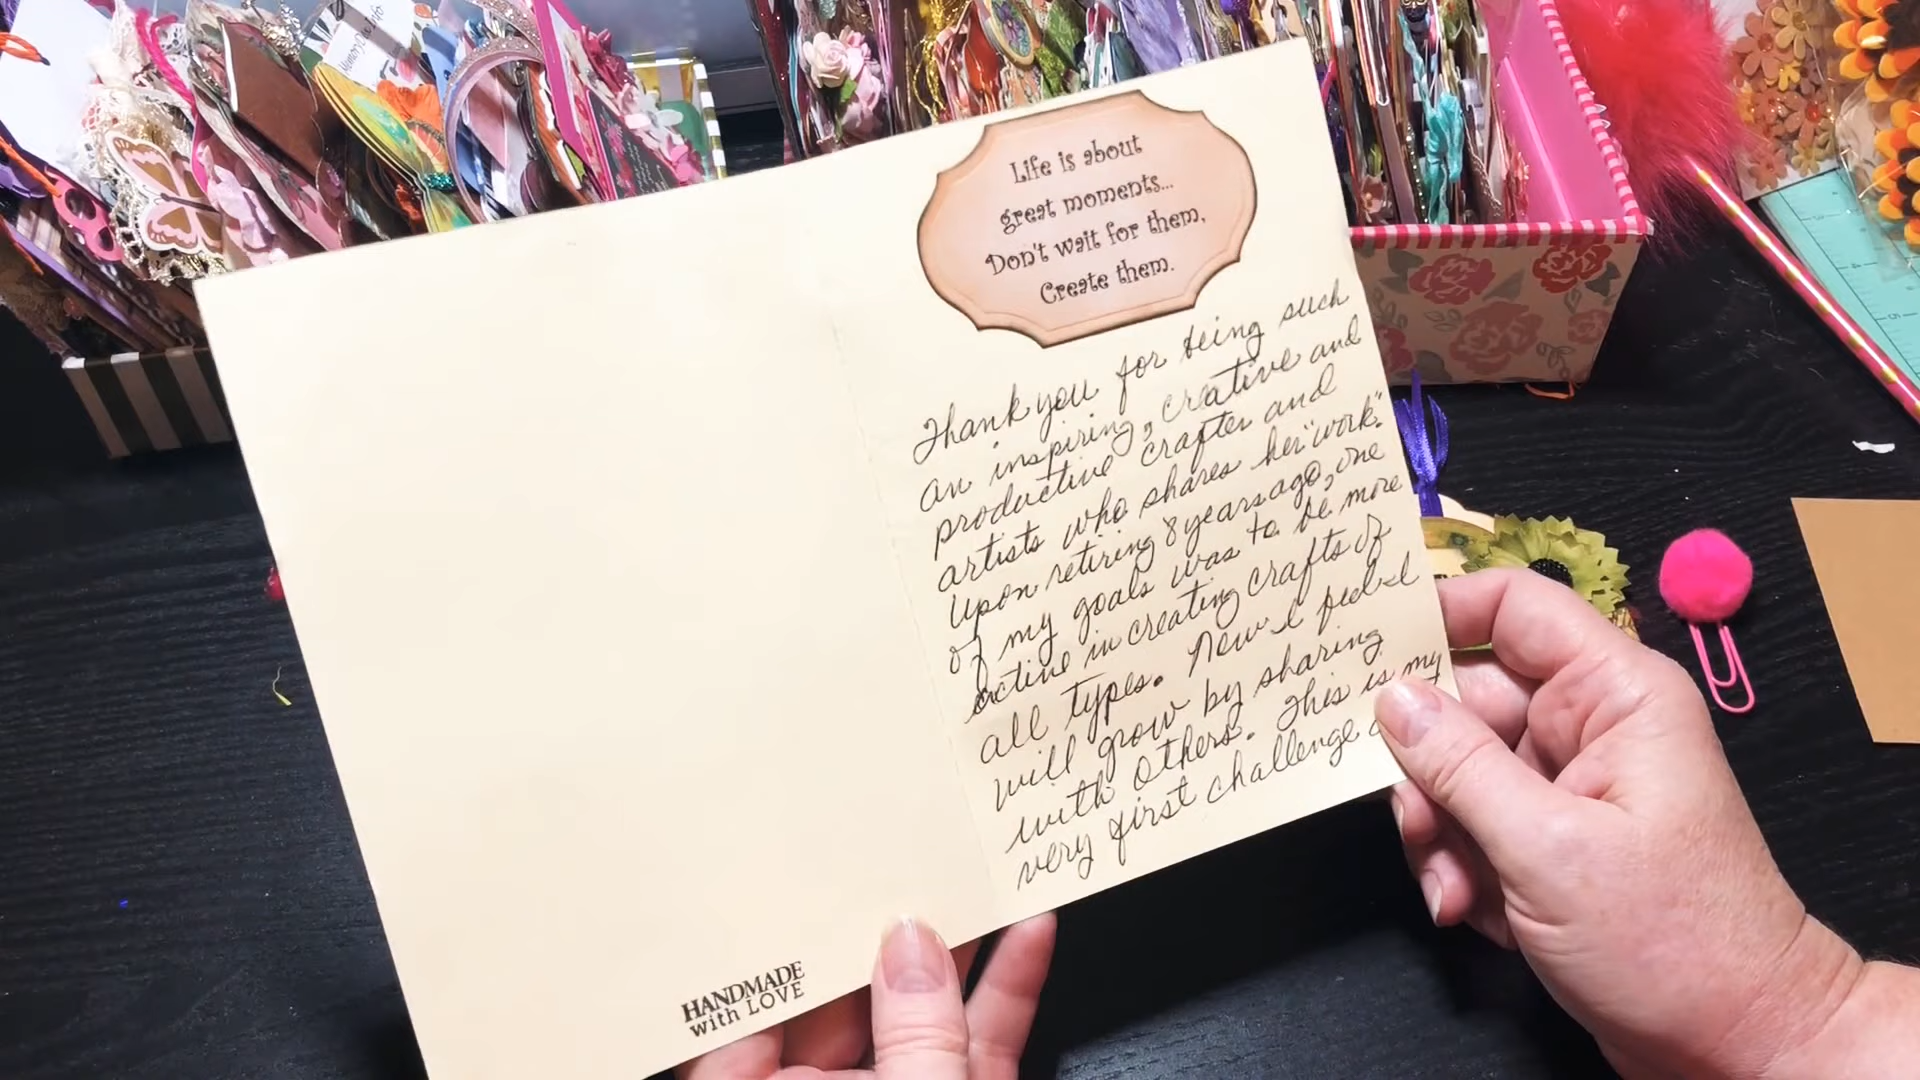 Life is about
great moments...
Don't wait for them,
Create them.
Thank you for being such
an inspiring, creative and
productive crafter and
artists who shares her "work".
Upon retiring 8 years ago, one
of my goals was to be more
active in creating crafts of
all types. Now I feel I
will grow by sharing
with others. This is my
very first challenge
HANDMADE
with LOVE